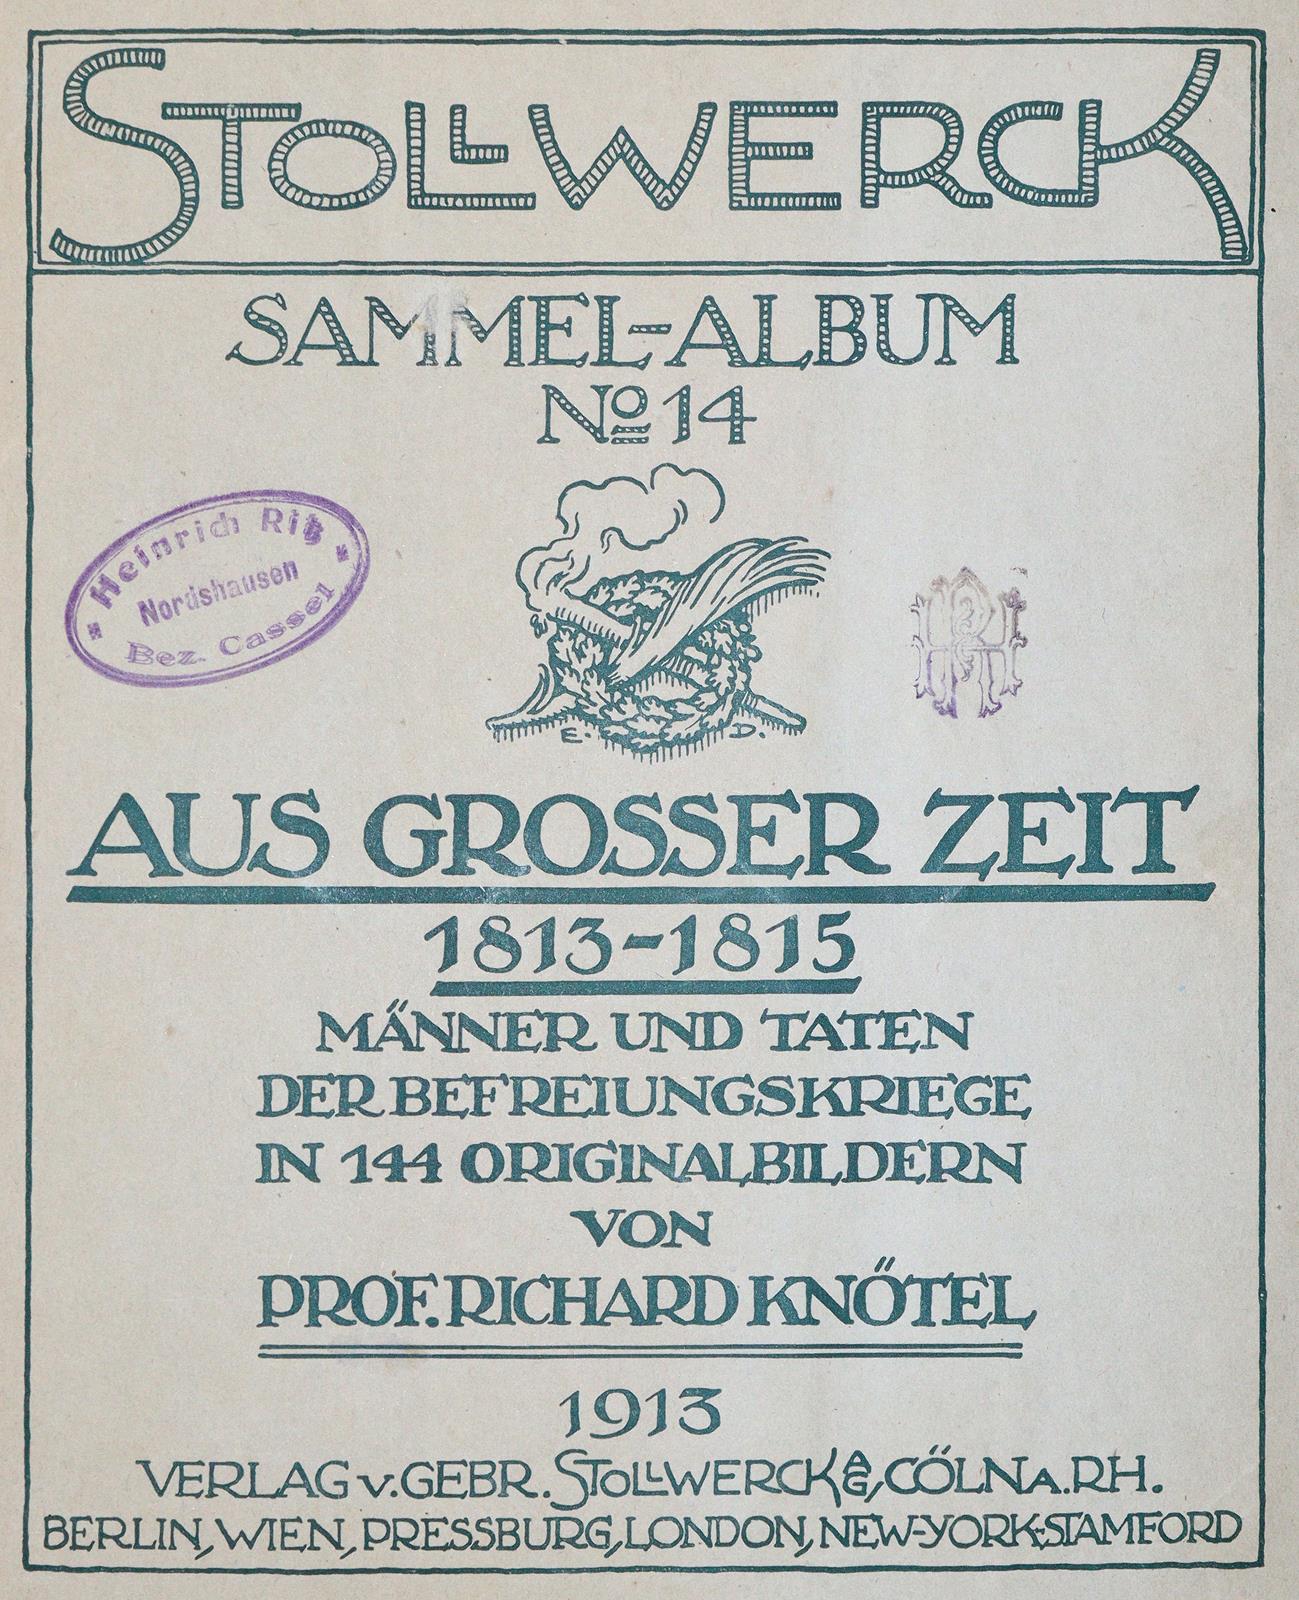 STOLLWERCK
SAMMEL-ALBUM
No 14
Heinrich Ritz
Nordshausen
Bez. Cassel
E. D.
AUS GROSSER ZEIT
1813-1815
MÄNNER UND TATEN
DER BEFREIUNGSKRIEGE
IN 144 ORIGINALBILDERN
VON
PROF. RICHARD KNÖTEL
1913
VERLAG v. GEBR. STOLLWERCK AG, CÖLN A. RH.
BERLIN, WIEN, PRESSBURG, LONDON, NEW-YORK-STAMFORD